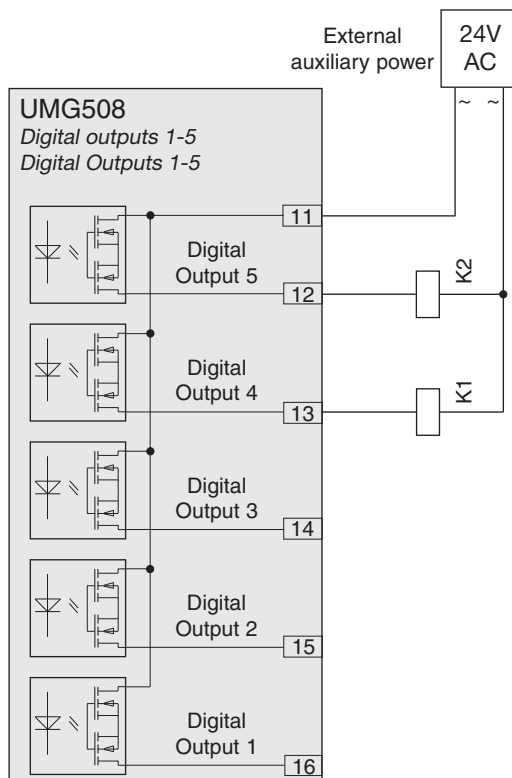 External
auxiliary power
24V
AC
~ ~
UMG508
Digital outputs 1-5
Digital Outputs 1-5
11
Digital
Output 5
12
K2
Digital
Output 4
13
K1
Digital
Output 3
14
Digital
Output 2
15
Digital
Output 1
16